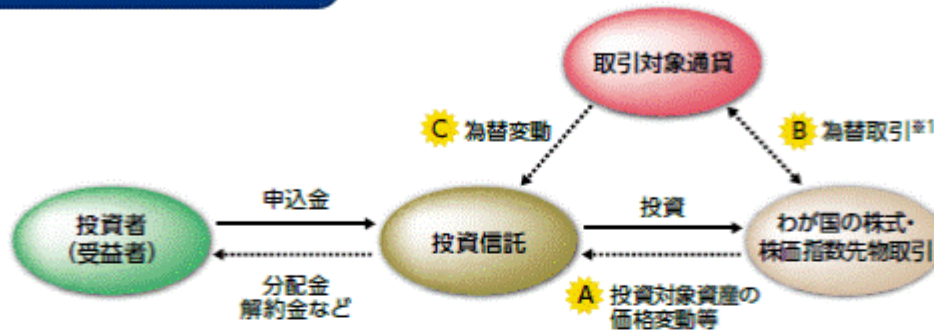 取引対象通貨
C 為替変動
B 為替取引※1
申込金
投資
投資者
(受益者)
投資信託
わが国の株式・
株価指数先物取引
分配金
解約金など
A 投資対象資産の
価格変動等